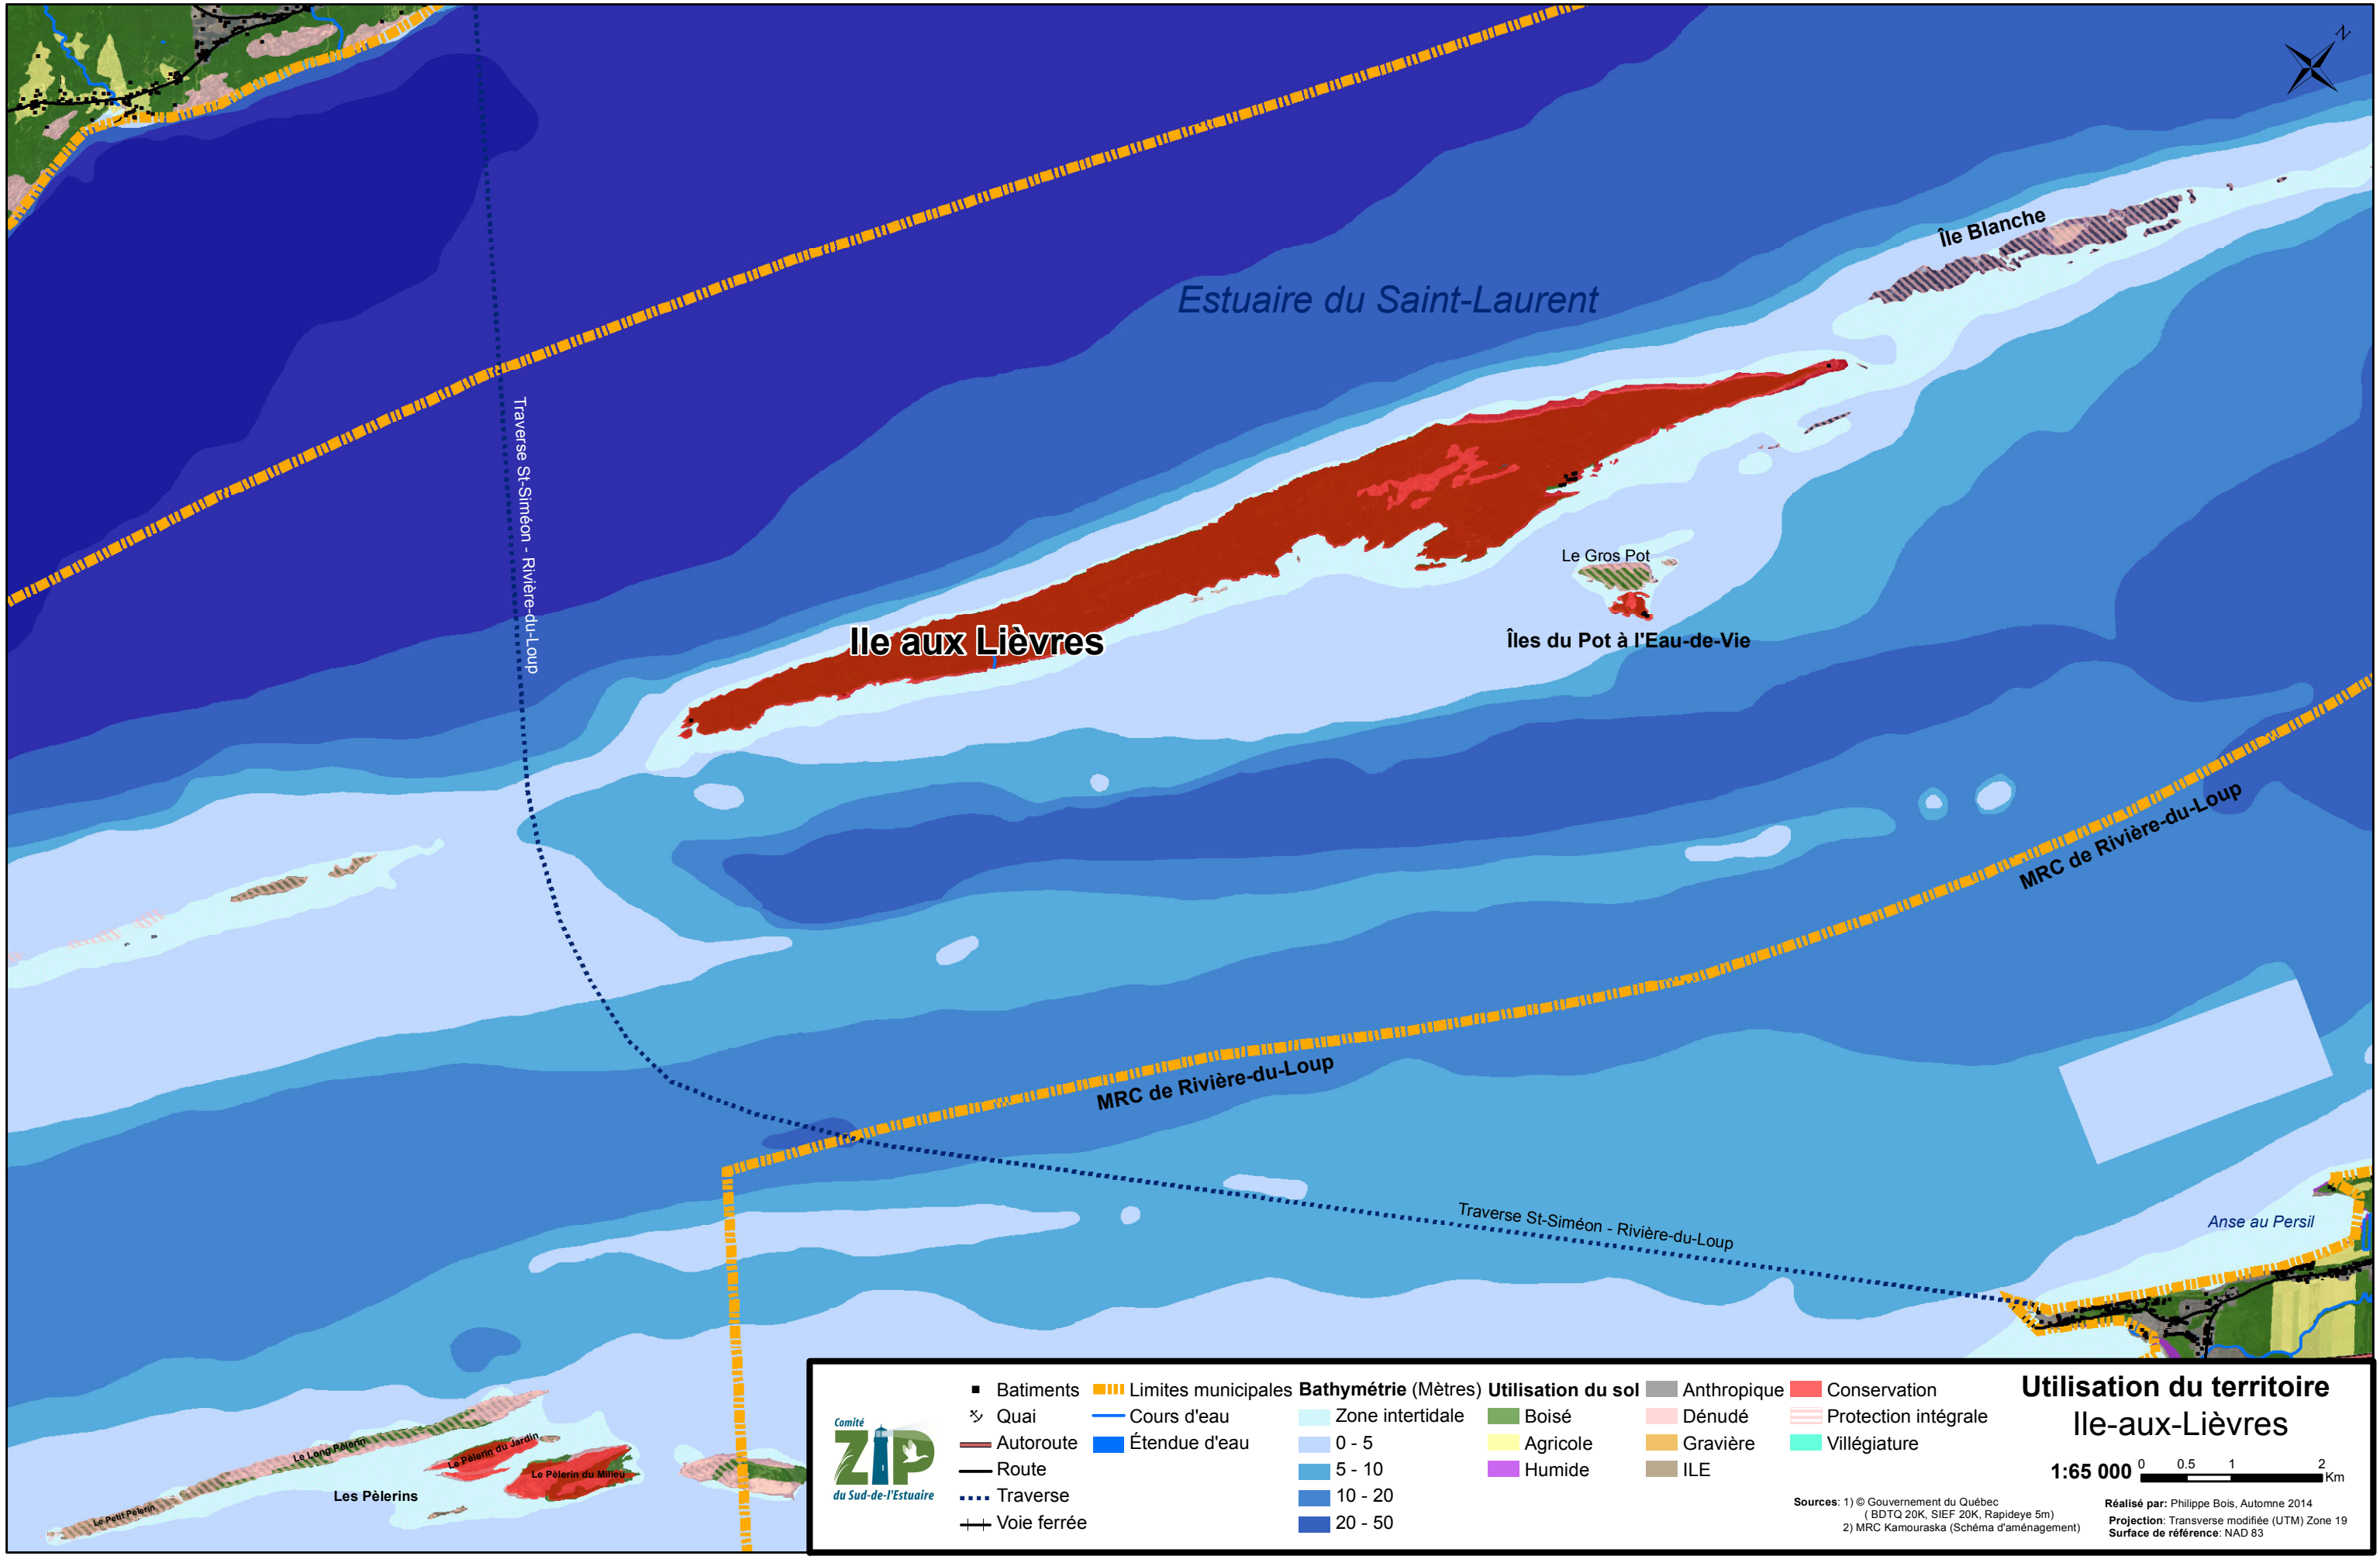 N
Île Blanche
Estuaire du Saint-Laurent
Traverse St-Siméon - Rivière-du-Loup
Le Gros Pot
Îles du Pot à l'Eau-de-Vie
Ile aux Lièvres
MRC de Rivière-du-Loup
MRC de Rivière-du-Loup
Traverse St-Siméon - Rivière-du-Loup
Anse au Persil
Le Long Pèlerin
Le Pèlerin du Jardin
Le Pèlerin du Milieu
Les Pèlerins
Le Petit Pèlerin
Comité
ZIP
du Sud-de-l'Estuaire
Batiments
Quai
Autoroute
Route
Traverse
Voie ferrée
Limites municipales
Cours d'eau
Étendue d'eau
Bathymétrie (Mètres)
Zone intertidale
0 - 5
5 - 10
10 - 20
20 - 50
Utilisation du sol
Boisé
Agricole
Humide
Anthropique
Dénudé
Gravière
ILE
Conservation
Protection intégrale
Villégiature
Utilisation du territoire
Ile-aux-Lièvres
1:65 000 0 0.5 1 2 Km
Sources: 1) © Gouvernement du Québec
( BDTQ 20K, SIEF 20K, Rapideye 5m)
2) MRC Kamouraska (Schéma d'aménagement)
Réalisé par: Philippe Bois, Automne 2014
Projection: Transverse modifiée (UTM) Zone 19
Surface de référence: NAD 83